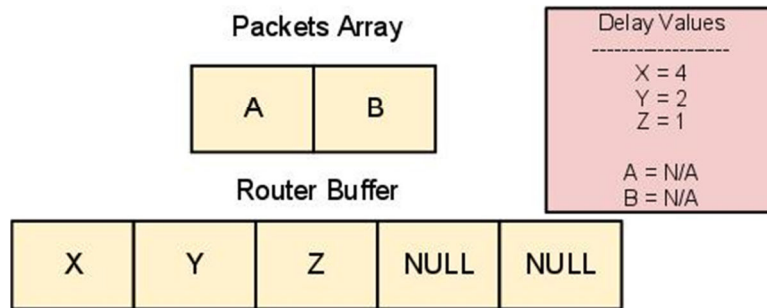 Packets Array
A B
Router Buffer
X Y Z NULL NULL
Delay Values
--------------------
X = 4
Y = 2
Z = 1
A = N/A
B = N/A